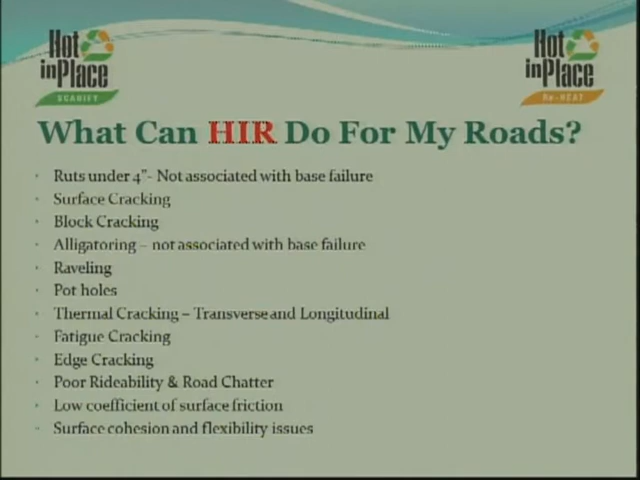 Hot
inPlace
SCARIFY
Hot
inPlace
Re-HEAT
What Can HIR Do For My Roads?
Ruts under 4"- Not associated with base failure
Surface Cracking
Block Cracking
Alligatoring – not associated with base failure
Raveling
Pot holes
Thermal Cracking – Transverse and Longitudinal
Fatigue Cracking
Edge Cracking
Poor Rideability & Road Chatter
Low coefficient of surface friction
Surface cohesion and flexibility issues